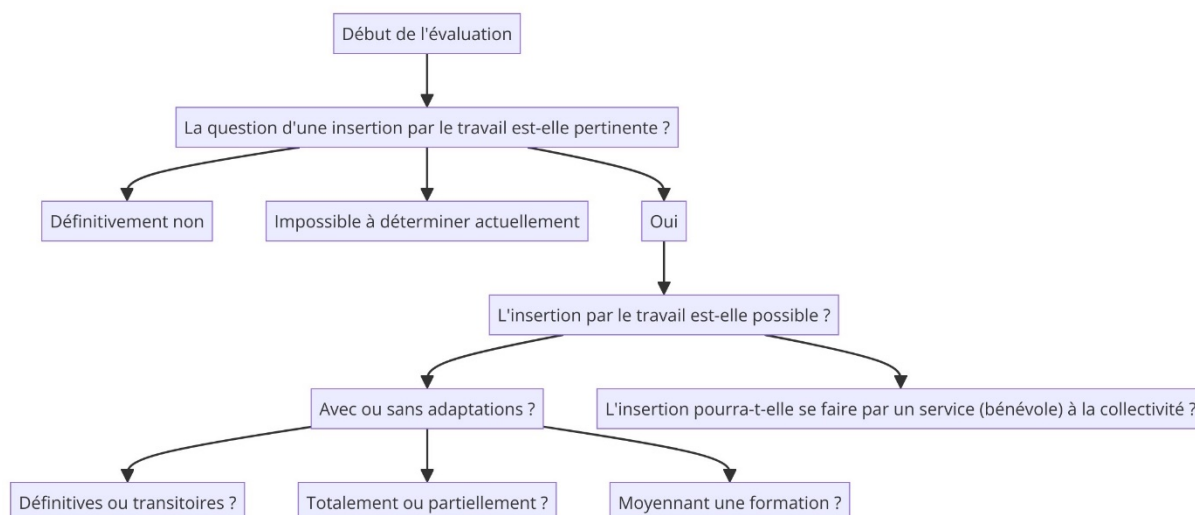 Début de l'évaluation
La question d'une insertion par le travail est-elle pertinente ?
Définitivement non
Impossible à déterminer actuellement
Oui
L'insertion par le travail est-elle possible ?
Avec ou sans adaptations ?
L'insertion pourra-t-elle se faire par un service (bénévole) à la collectivité ?
Définitives ou transitoires ?
Totalement ou partiellement ?
Moyennant une formation ?